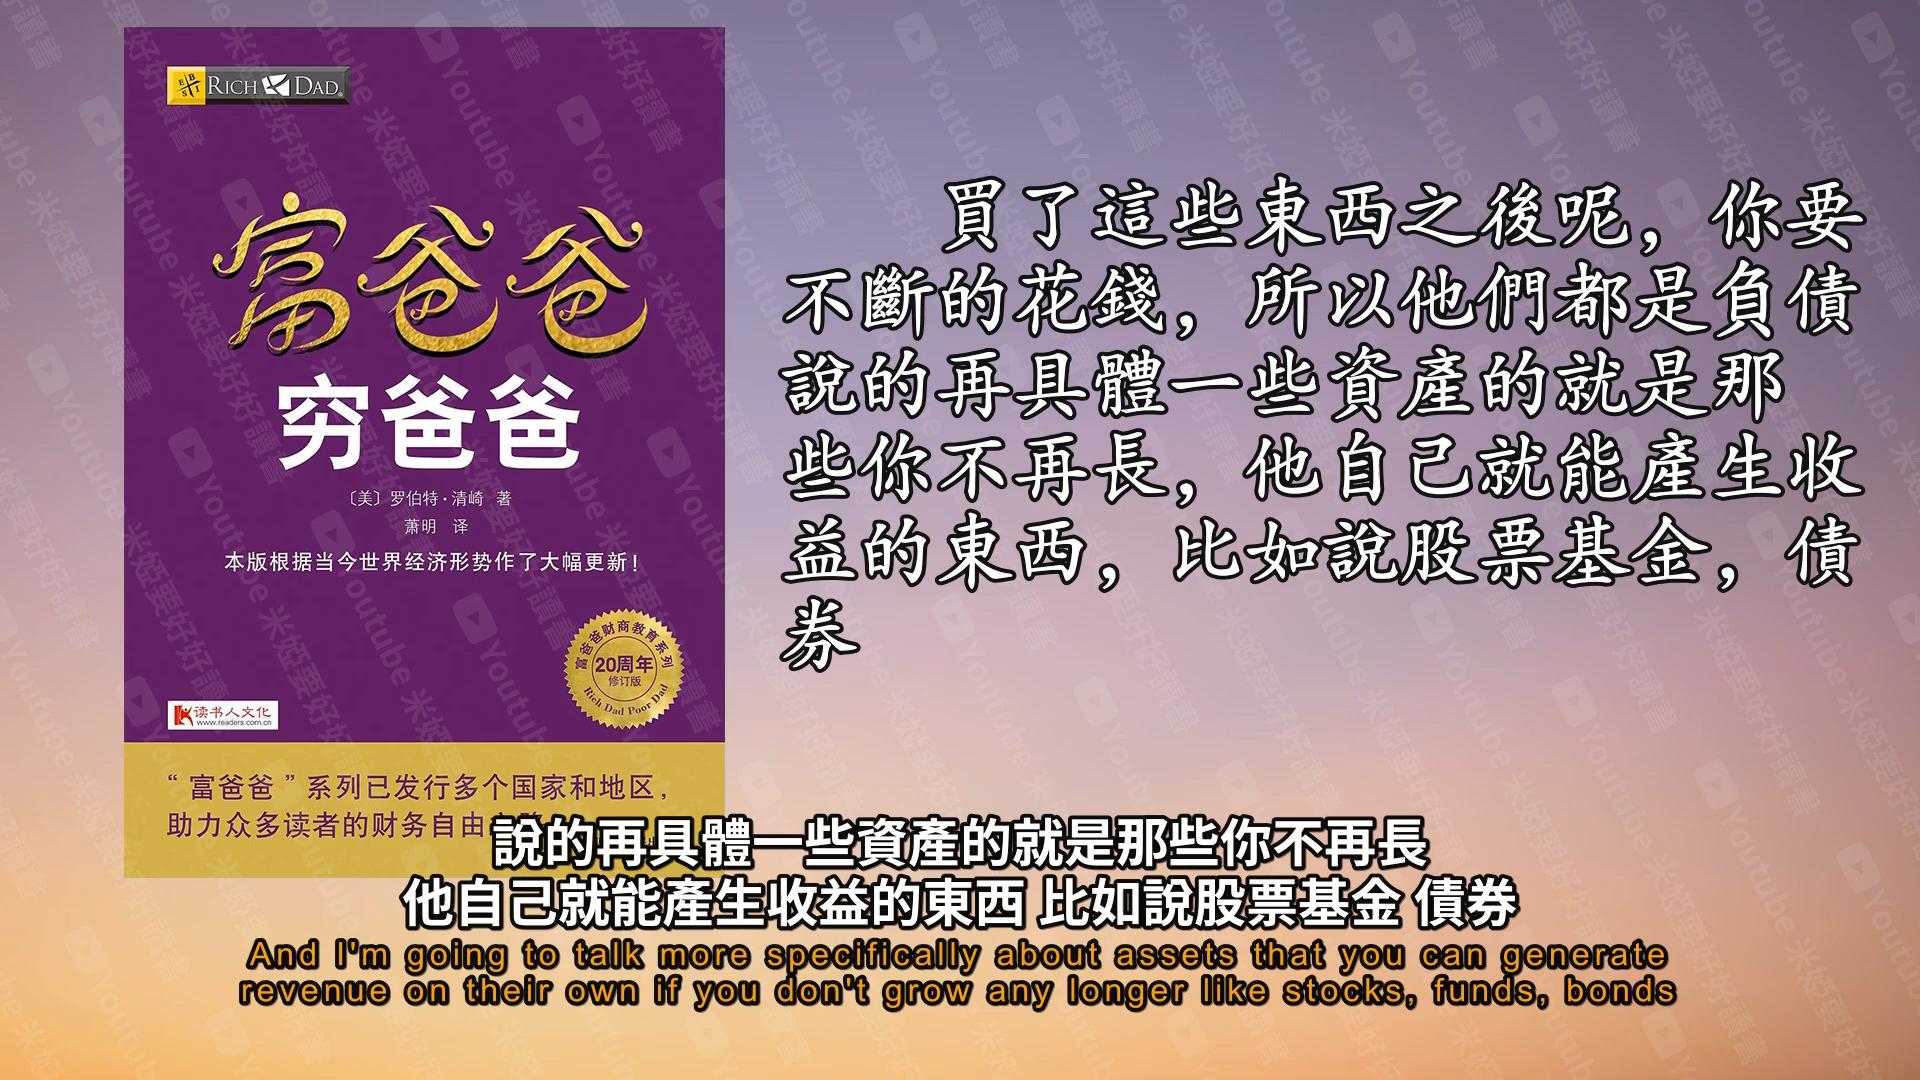 EBSI RICH DAD®
富爸爸
穷爸爸
〔美〕罗伯特·清崎 著
萧明 译
本版根据当今世界经济形势作了大幅更新!
富爸爸财商教育系列
20周年
修订版
Rich Dad Poor Dad
读书人文化
www.readers.com.cn
“富爸爸”系列已发行多个国家和地区,
助力众多读者的财务自由
買了這些東西之後呢,你要
不斷的花錢,所以他們都是負債
說的再具體一些資產的就是那
些你不再長,他自己就能產生收
益的東西,比如說股票基金,債
券
說的再具體一些資產的就是那些你不再長
他自己就能產生收益的東西 比如說股票基金 債券
And I'm going to talk more specifically about assets that you can generate
revenue on their own if you don't grow any longer like stocks, funds, bonds
Youtube 米婭要好好讀書